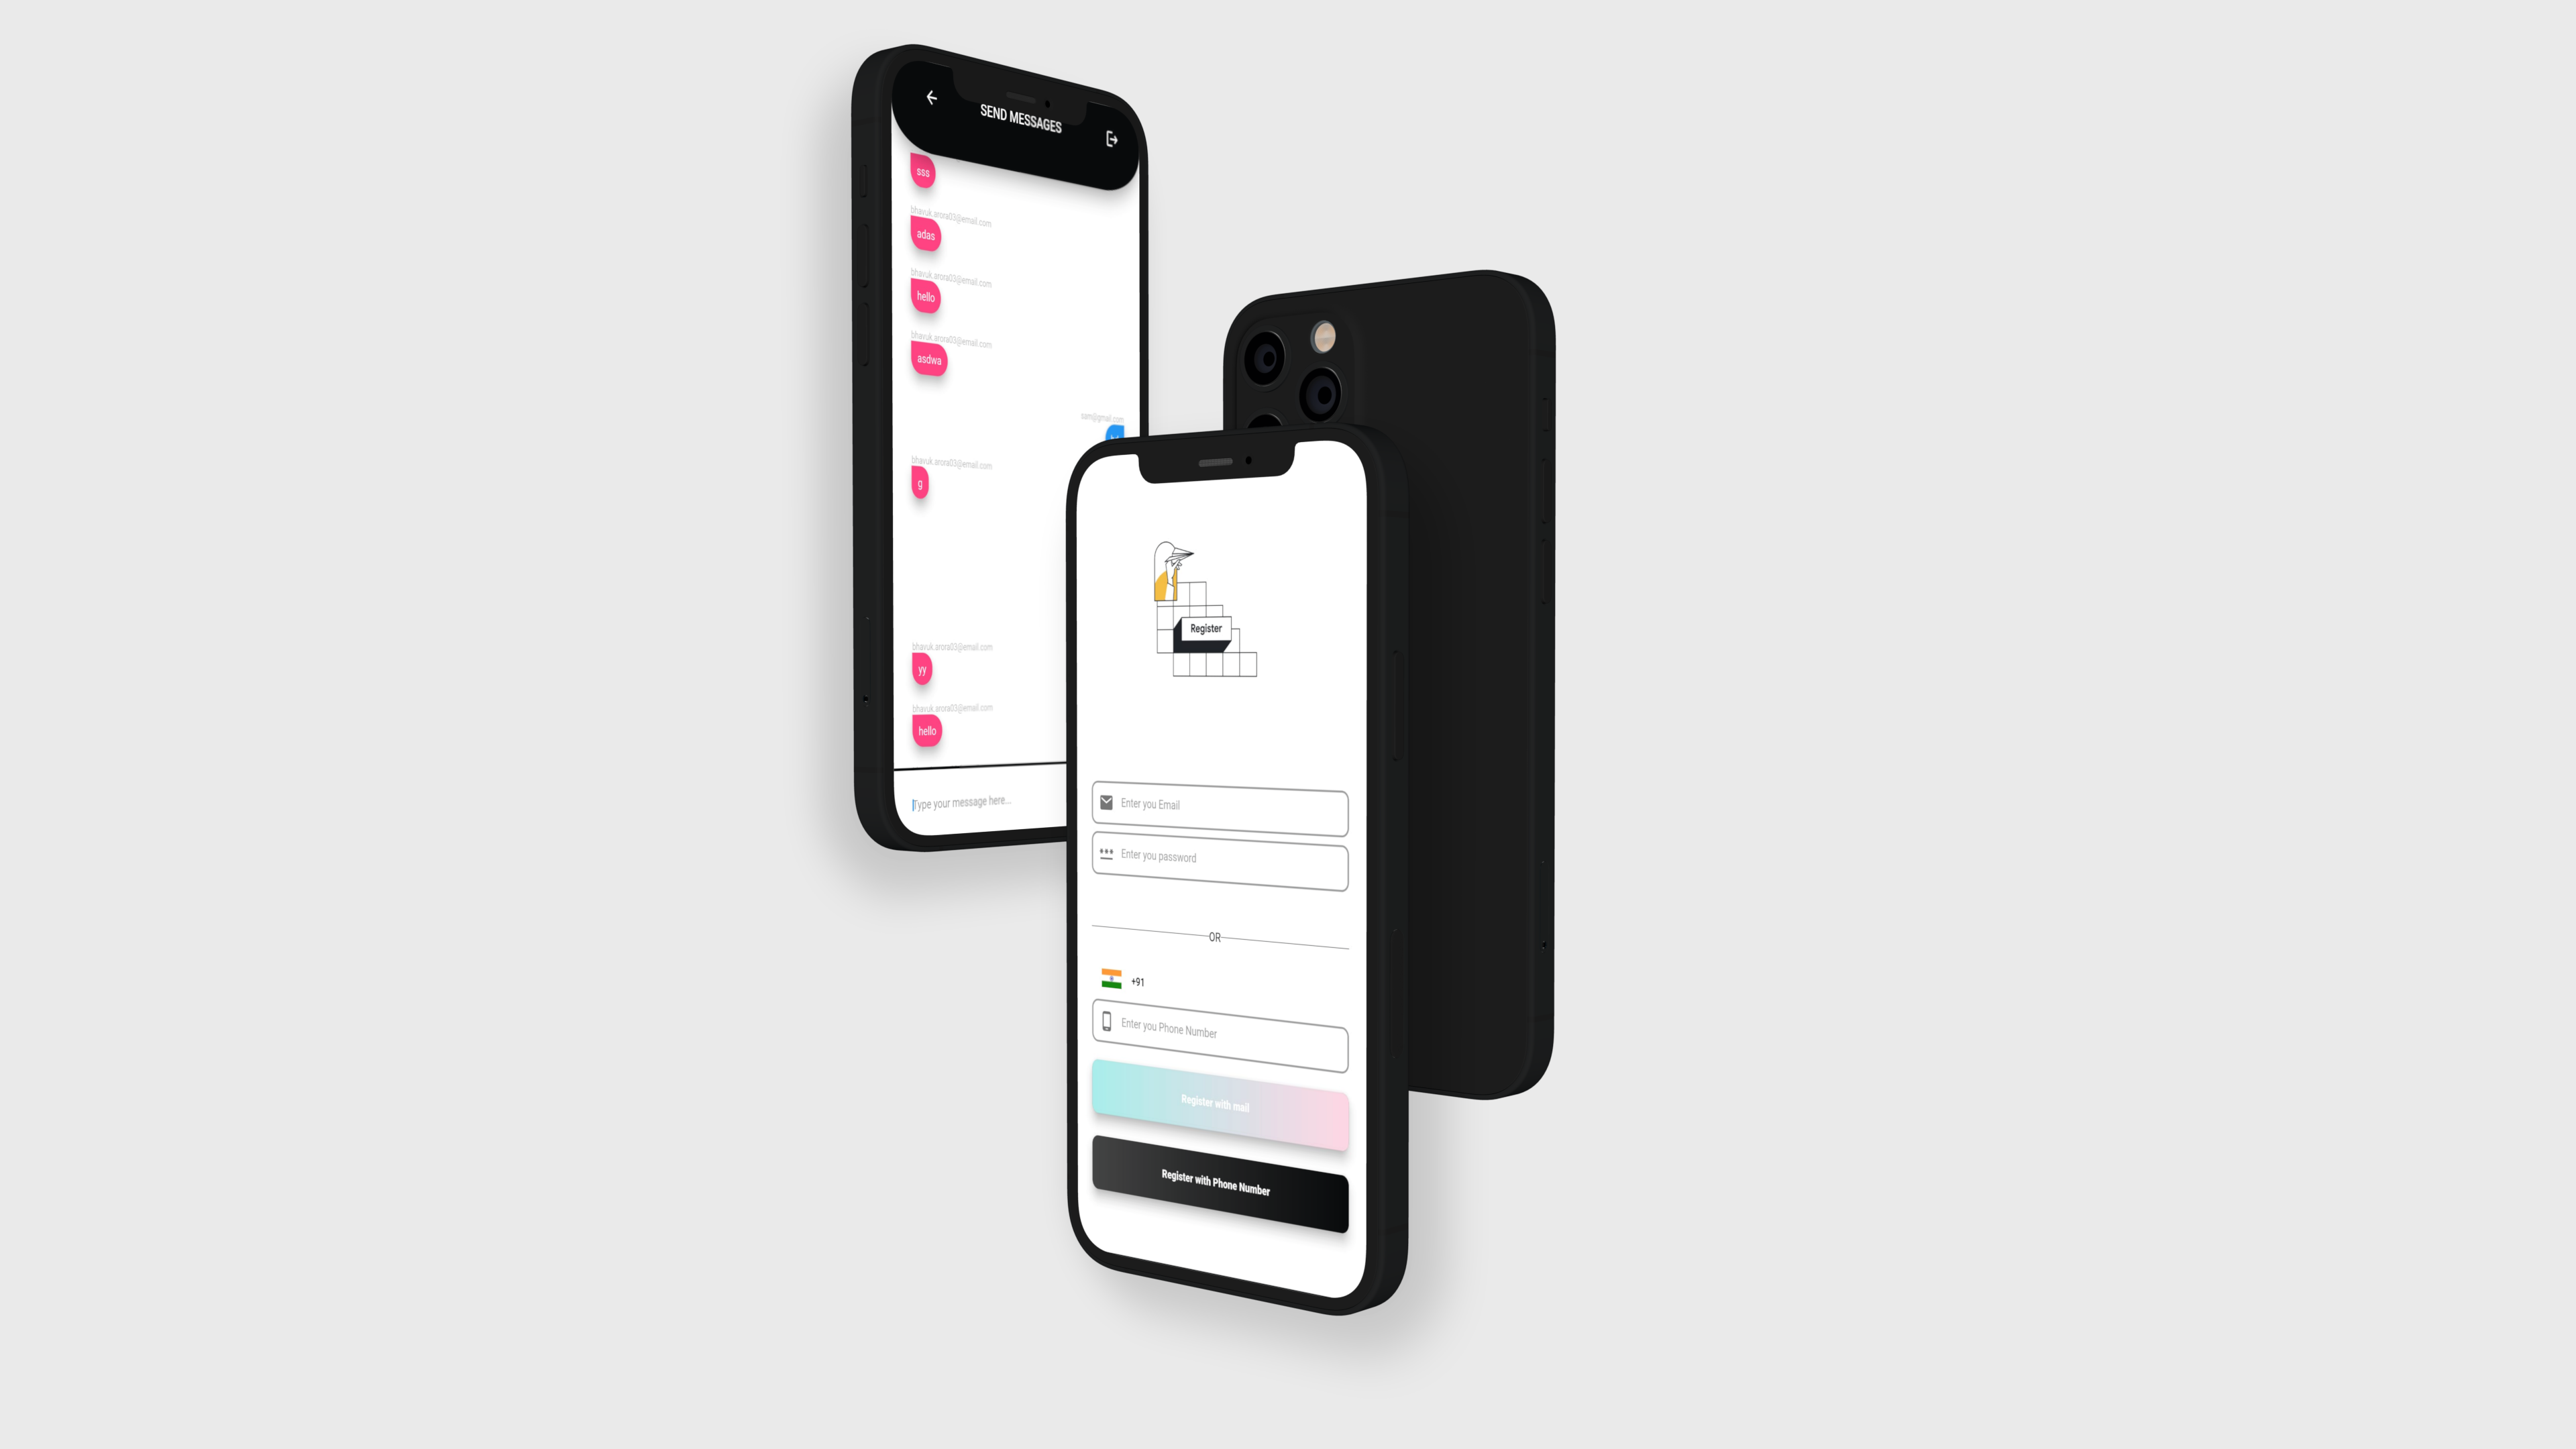 SEND MESSAGES
sss
bhavuk.arora03@email.com
adas
bhavuk.arora03@email.com
hello
bhavuk.arora03@email.com
asdwa
sam@gmail.com
bhavuk.arora03@email.com
g
bhavuk.arora03@email.com
yy
bhavuk.arora03@email.com
hello
Type your message here...
Register
Enter you Email
Enter you password
OR
+91
Enter you Phone Number
Register with mail
Register with Phone Number